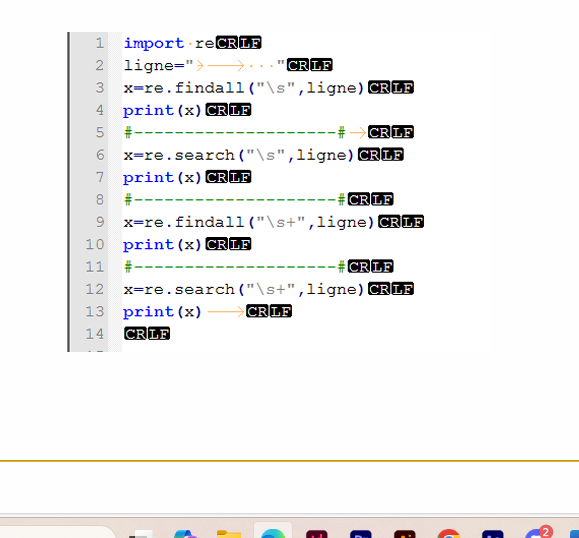 1 import re CRLF
2 ligne="→→···"CRLF
3 x=re.findall("\s",ligne)CRLF
4 print(x)CRLF
5 #--------------------#→CRLF
6 x=re.search("\s",ligne)CRLF
7 print(x)CRLF
8 #--------------------#CRLF
9 x=re.findall("\s+",ligne)CRLF
10 print(x)CRLF
11 #--------------------#CRLF
12 x=re.search("\s+",ligne)CRLF
13 print(x)→CRLF
14 CRLF
2